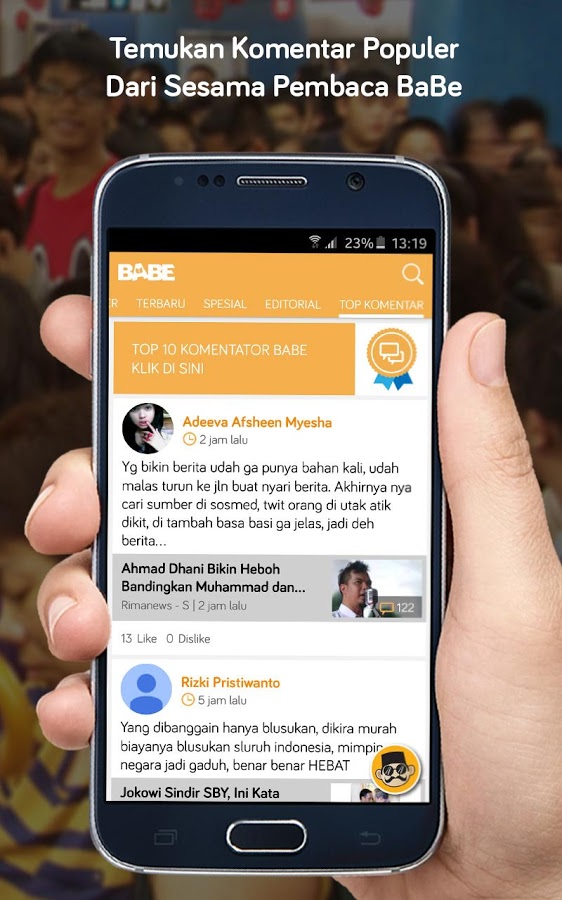 Temukan Komentar Populer
Dari Sesama Pembaca BaBe
23% 13:19
BABE
ER TERBARU SPESIAL EDITORIAL TOP KOMENTAR
TOP 10 KOMENTATOR BABE
KLIK DI SINI
Adeeva Afsheen Myesha
2 jam lalu
Yg bikin berita udah ga punya bahan kali, udah
malas turun ke jln buat nyari berita. Akhirnya nya
cari sumber di sosmed, twit orang di utak atik
dikit, di tambah basa basi ga jelas, jadi deh
berita...
Ahmad Dhani Bikin Heboh
Bandingkan Muhammad dan...
Rimanews - S | 2 jam lalu
122
13 Like 0 Dislike
Rizki Pristiwanto
5 jam lalu
Yang dibanggain hanya blusukan, dikira murah
biayanya blusukan sluruh indonesia, mimpin
negara jadi gaduh, benar benar HEBAT
Jokowi Sindir SBY, Ini Kata